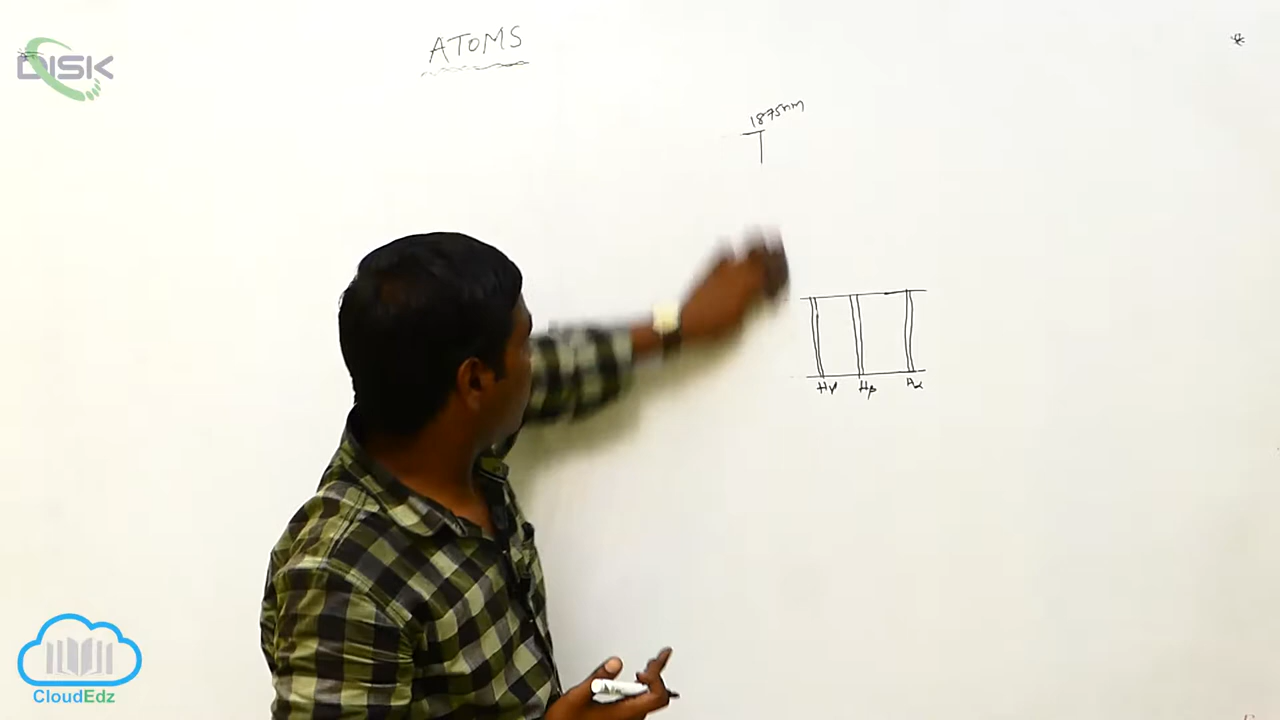 ATOMS
DISK
1875nm
Hγ Hβ Hα
CloudEdz